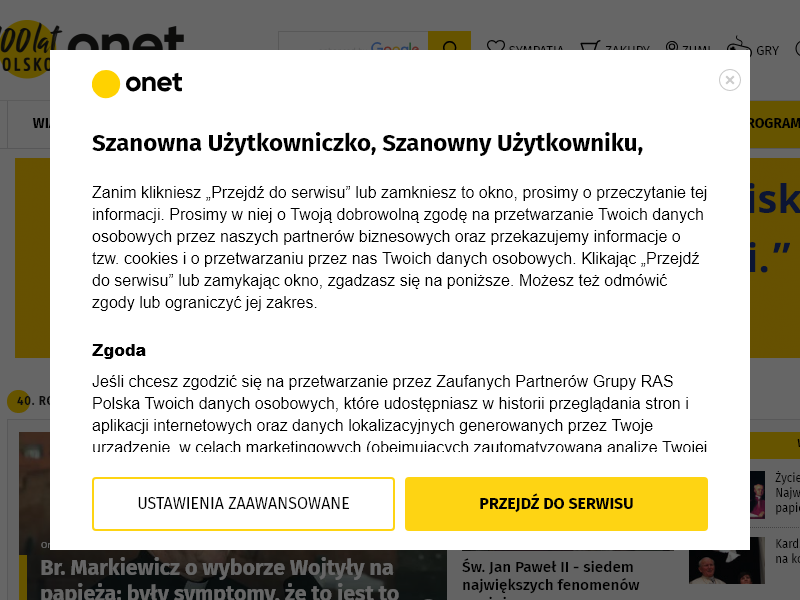 100lat
POLSKO
onet
Google
SYMPATIA
ZAKUPY
ZUMI
GRY
onet
Szanowna Użytkowniczko, Szanowny Użytkowniku,
Zanim klikniesz „Przejdź do serwisu” lub zamkniesz to okno, prosimy o przeczytanie tej
informacji. Prosimy w niej o Twoją dobrowolną zgodę na przetwarzanie Twoich danych
osobowych przez naszych partnerów biznesowych oraz przekazujemy informacje o
tzw. cookies i o przetwarzaniu przez nas Twoich danych osobowych. Klikając „Przejdź
do serwisu” lub zamykając okno, zgadzasz się na poniższe. Możesz też odmówić
zgody lub ograniczyć jej zakres.
Zgoda
Jeśli chcesz zgodzić się na przetwarzanie przez Zaufanych Partnerów Grupy RAS
Polska Twoich danych osobowych, które udostępniasz w historii przeglądania stron i
aplikacji internetowych oraz danych lokalizacyjnych generowanych przez Twoje
urządzenie, w celach marketingowych (obejmujących zautomatyzowaną analizę Twojej
USTAWIENIA ZAAWANSOWANE
PRZEJDŹ DO SERWISU
40. RO
Br. Markiewicz o wyborze Wojtyły na
papieża: były symptomy, że to jest to
Św. Jan Paweł II - siedem
największych fenomenów
Życie
Najw
papie
Kard
na ko